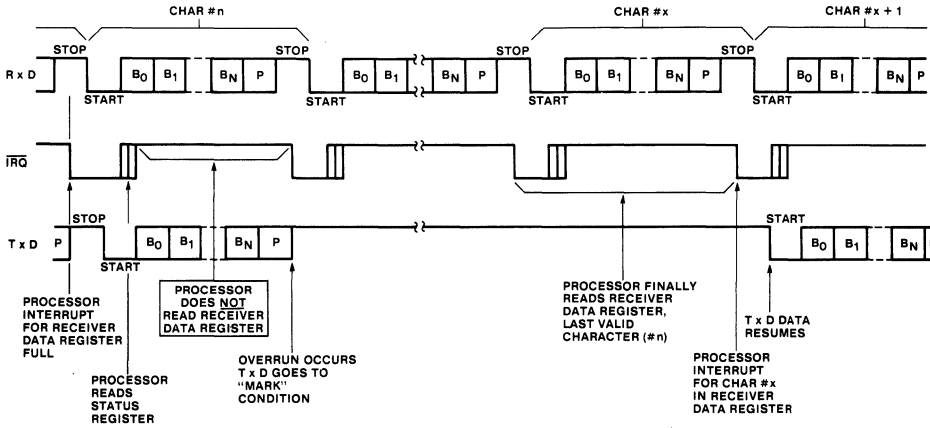 CHAR #n CHAR #x CHAR #x + 1
STOP STOP STOP STOP
R x D B0 B1 BN P B0 B1 BN P B0 B1 BN P B0 BI BN P
START START START START
IRQ
STOP START
T x D P B0 B1 BN P B0 B1 BN
START
PROCESSOR
INTERRUPT
FOR RECEIVER
DATA REGISTER
FULL
PROCESSOR
READS
STATUS
REGISTER
PROCESSOR
DOES NOT
READ RECEIVER
DATA REGISTER
OVERRUN OCCURS
T x D GOES TO
"MARK"
CONDITION
PROCESSOR FINALLY
READS RECEIVER
DATA REGISTER,
LAST VALID
CHARACTER (#n)
PROCESSOR
INTERRUPT
FOR CHAR #x
IN RECEIVER
DATA REGISTER
T x D DATA
RESUMES